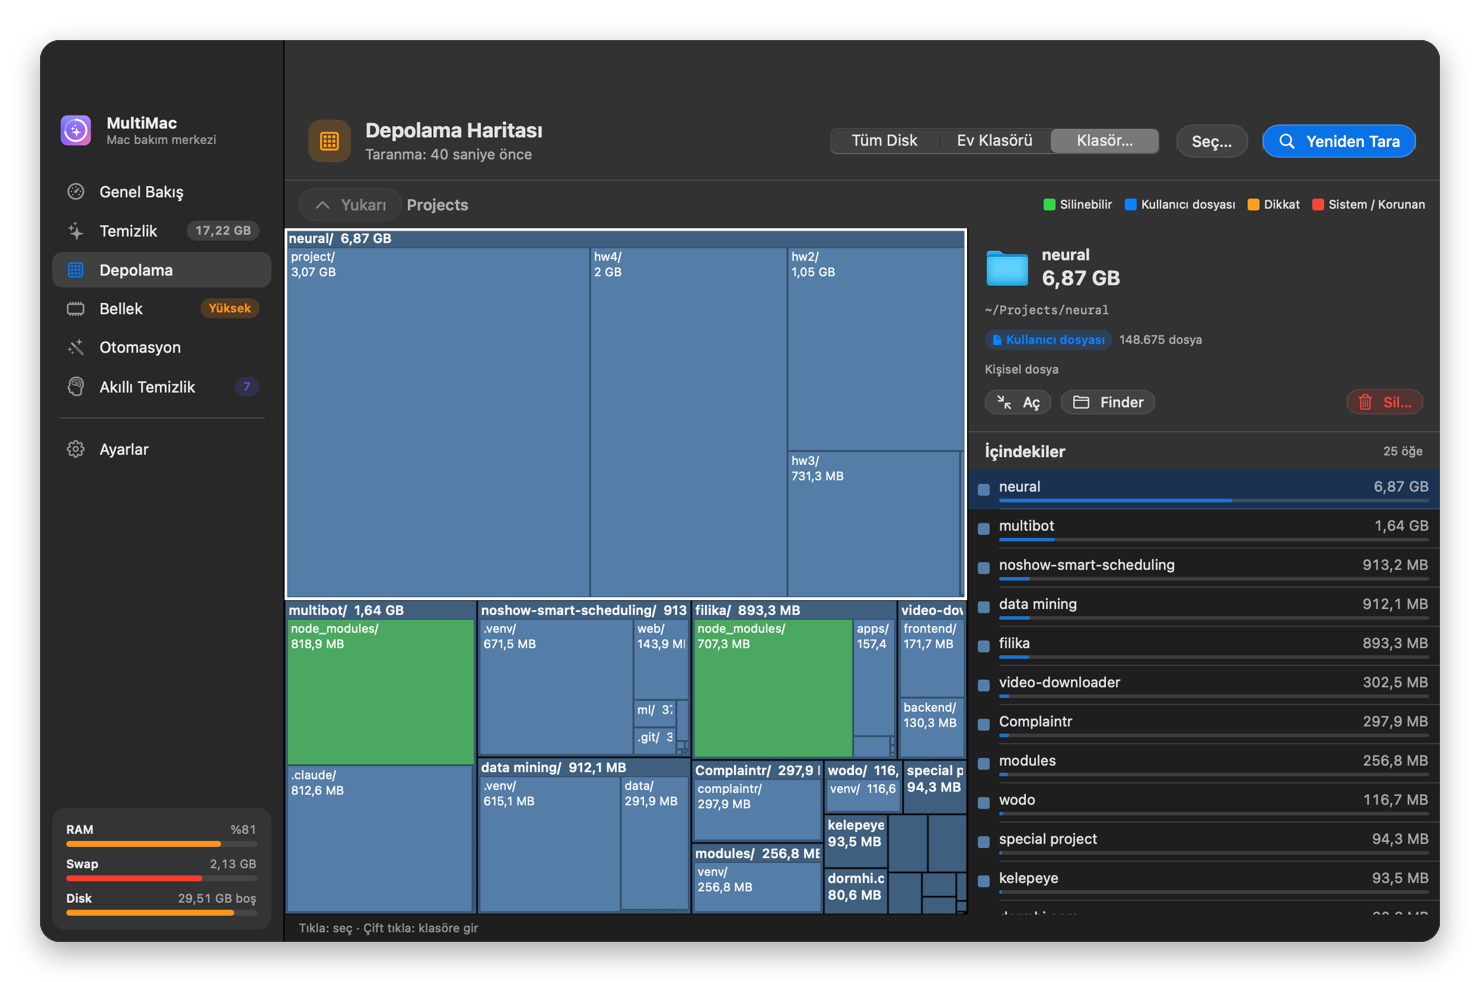 MultiMac
Mac bakım merkezi
Genel Bakış
Temizlik 17,22 GB
Depolama
Bellek Yüksek
Otomasyon
Akıllı Temizlik 7
Ayarlar
RAM %81
Swap 2,13 GB
Disk 29,51 GB boş
Depolama Haritası
Taranma: 40 saniye önce
Tüm Disk Ev Klasörü Klasör... Seç... Yeniden Tara
Yukarı Projects
Silinebilir Kullanıcı dosyası Dikkat Sistem / Korunan
neural/ 6,87 GB
project/
3,07 GB
hw4/
2 GB
hw2/
1,05 GB
hw3/
731,3 MB
multibot/ 1,64 GB
node_modules/
818,9 MB
.claude/
812,6 MB
noshow-smart-scheduling/ 913
.venv/
671,5 MB
web/
143,9 M
ml/ 37
.git/ 3
filika/ 893,3 MB
node_modules/
707,3 MB
apps/
157,4
video-dov
frontend/
171,7 MB
backend/
130,3 MB
data mining/ 912,1 MB
.venv/
615,1 MB
data/
291,9 MB
Complaintr/ 297,9
complaintr/
297,9 MB
modules/ 256,8 MB
venv/
256,8 MB
wodo/ 116,
venv/ 116,6
special p
94,3 MB
kelepeye
93,5 MB
dormhi.c
80,6 MB
Tıkla: seç · Çift tıkla: klasöre gir
neural
6,87 GB
~/Projects/neural
Kullanıcı dosyası 148.675 dosya
Kişisel dosya
Aç Finder Sil...
İçindekiler 25 öğe
neural 6,87 GB
multibot 1,64 GB
noshow-smart-scheduling 913,2 MB
data mining 912,1 MB
filika 893,3 MB
video-downloader 302,5 MB
Complaintr 297,9 MB
modules 256,8 MB
wodo 116,7 MB
special project 94,3 MB
kelepeye 93,5 MB